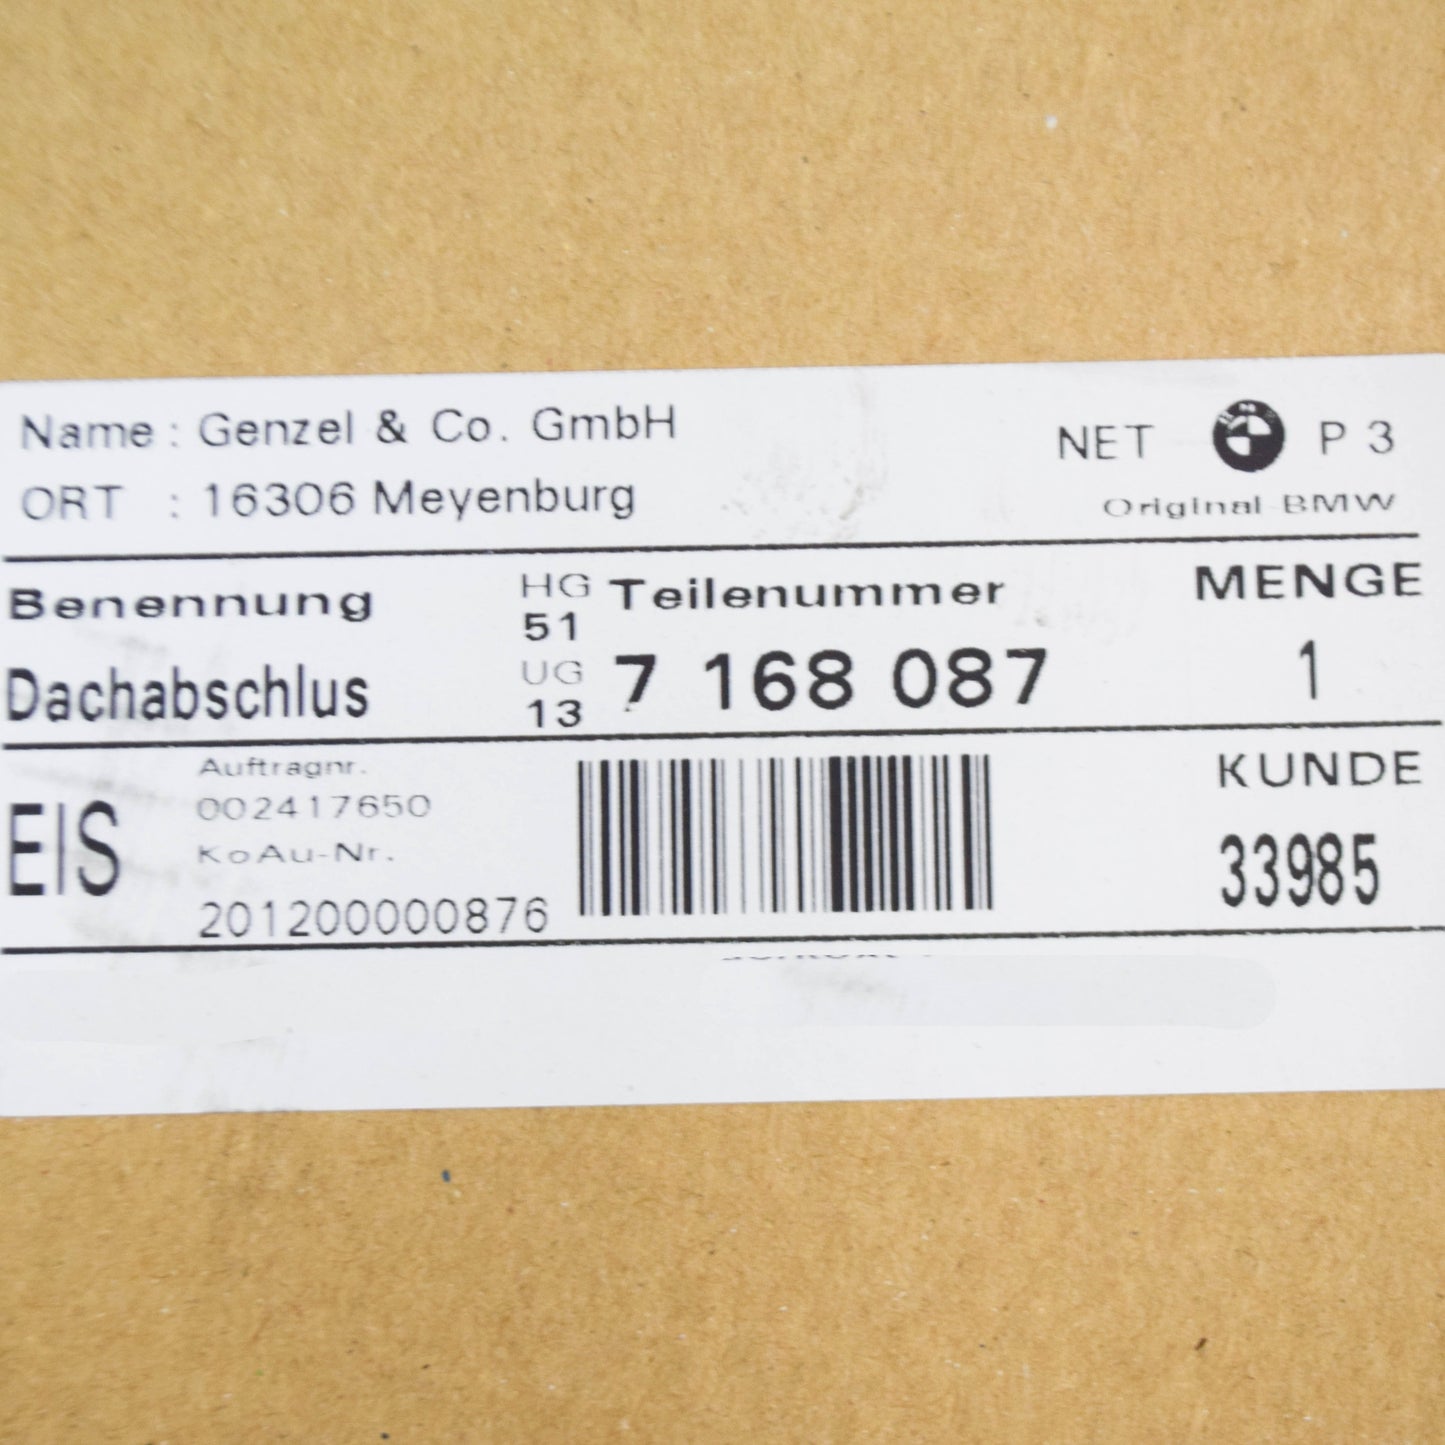 Name : Genzel & Co. GmbH
ORT : 16306 Meyenburg
NET P 3
Original BMW
Benennung HG Teilenummer MENGE
51
Dachabschlus UG 7 168 087 1
13
Auftragnr. KUNDE
002417650
EIS KoAu-Nr. 33985
201200000876